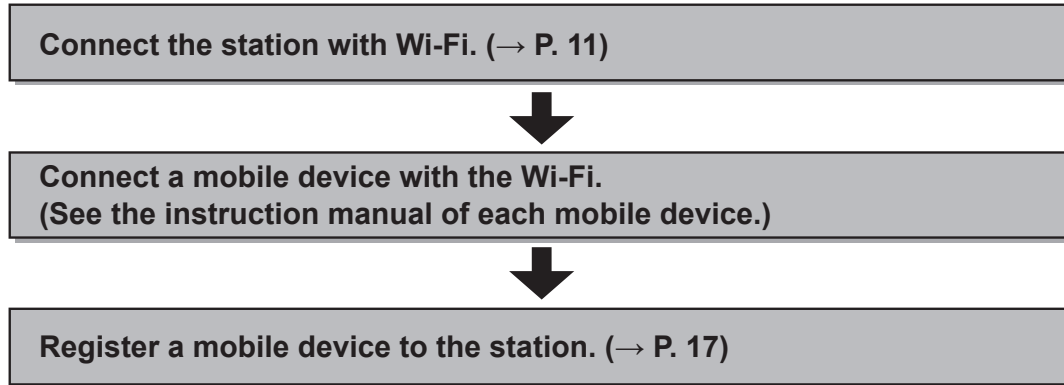 Connect the station with Wi-Fi. (→ P. 11)
Connect a mobile device with the Wi-Fi.
(See the instruction manual of each mobile device.)
Register a mobile device to the station. (→ P. 17)